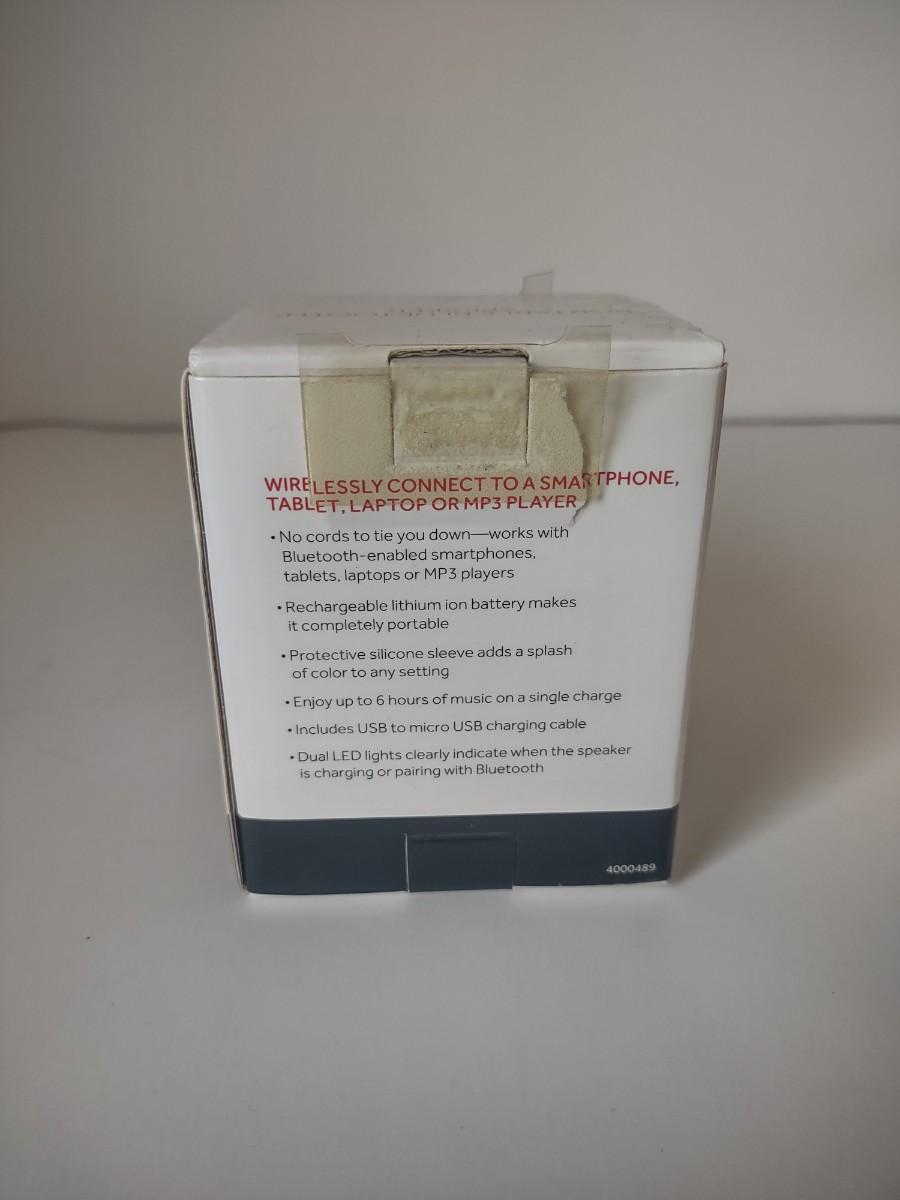 WIRELESSLY CONNECT TO A SMARTPHONE,
TABLET, LAPTOP OR MP3 PLAYER
• No cords to tie you down—works with
Bluetooth-enabled smartphones,
tablets, laptops or MP3 players
• Rechargeable lithium ion battery makes
it completely portable
• Protective silicone sleeve adds a splash
of color to any setting
• Enjoy up to 6 hours of music on a single charge
• Includes USB to micro USB charging cable
• Dual LED lights clearly indicate when the speaker
is charging or pairing with Bluetooth
4000489